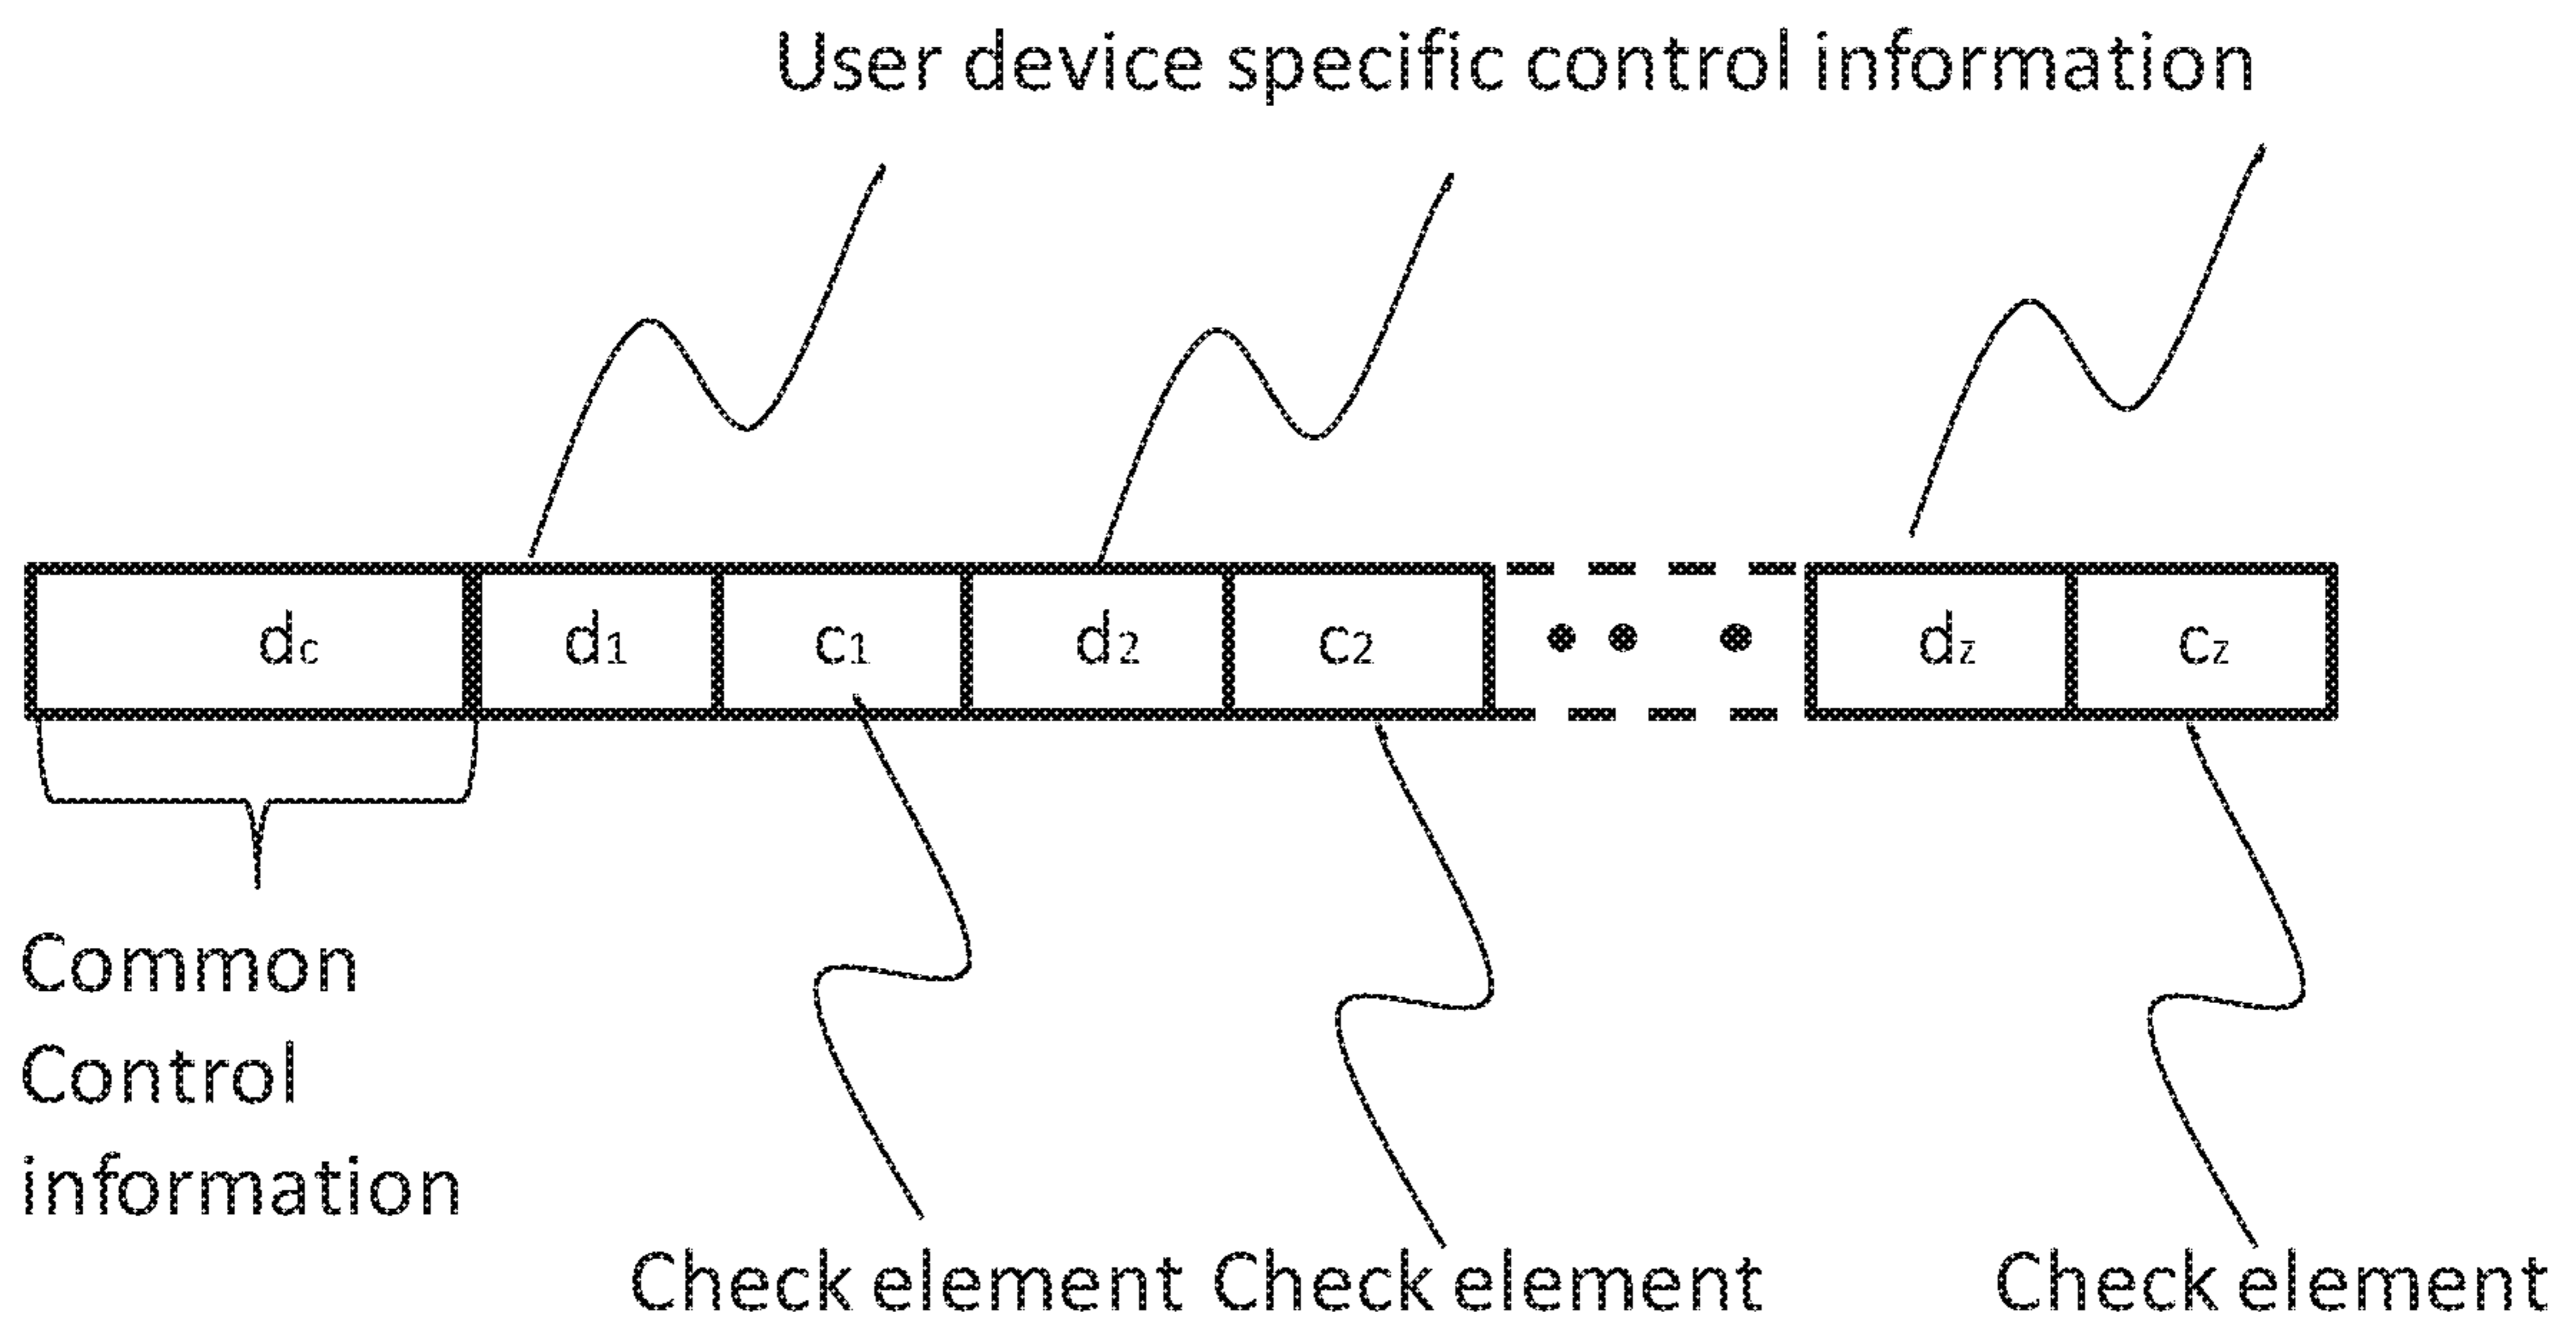 User device specific control information
dc d1 c1 d2 c2 dz cz
Common
Control
information
Check element Check element Check element